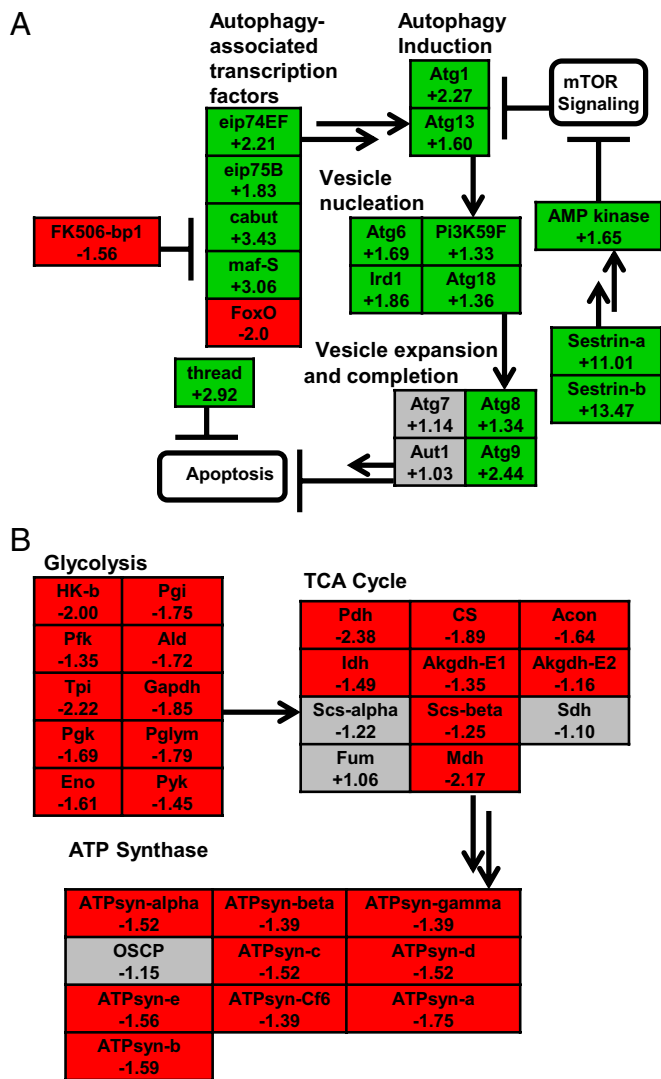 A
Autophagy-
associated
transcription
factors
eip74EF
+2.21
eip75B
+1.83
cabut
+3.43
maf-S
+3.06
FoxO
-2.0
FK506-bp1
-1.56
Autophagy
Induction
Atg1
+2.27
Atg13
+1.60
mTOR
Signaling
AMP kinase
+1.65
Sestrin-a
+11.01
Sestrin-b
+13.47
Vesicle
nucleation
Atg6 Pi3K59F
+1.69 +1.33
Ird1 Atg18
+1.86 +1.36
Vesicle expansion
and completion
Atg7 Atg8
+1.14 +1.34
Aut1 Atg9
+1.03 +2.44
thread
+2.92
Apoptosis
B
Glycolysis
HK-b Pgi
-2.00 -1.75
Pfk Ald
-1.35 -1.72
Tpi Gapdh
-2.22 -1.85
Pgk Pglym
-1.69 -1.79
Eno Pyk
-1.61 -1.45
TCA Cycle
Pdh CS Acon
-2.38 -1.89 -1.64
Idh Akgdh-E1 Akgdh-E2
-1.49 -1.35 -1.16
Scs-alpha Scs-beta Sdh
-1.22 -1.25 -1.10
Fum Mdh
+1.06 -2.17
ATP Synthase
ATPsyn-alpha ATPsyn-beta ATPsyn-gamma
-1.52 -1.39 -1.39
OSCP ATPsyn-c ATPsyn-d
-1.15 -1.52 -1.52
ATPsyn-e ATPsyn-Cf6 ATPsyn-a
-1.56 -1.39 -1.75
ATPsyn-b
-1.59